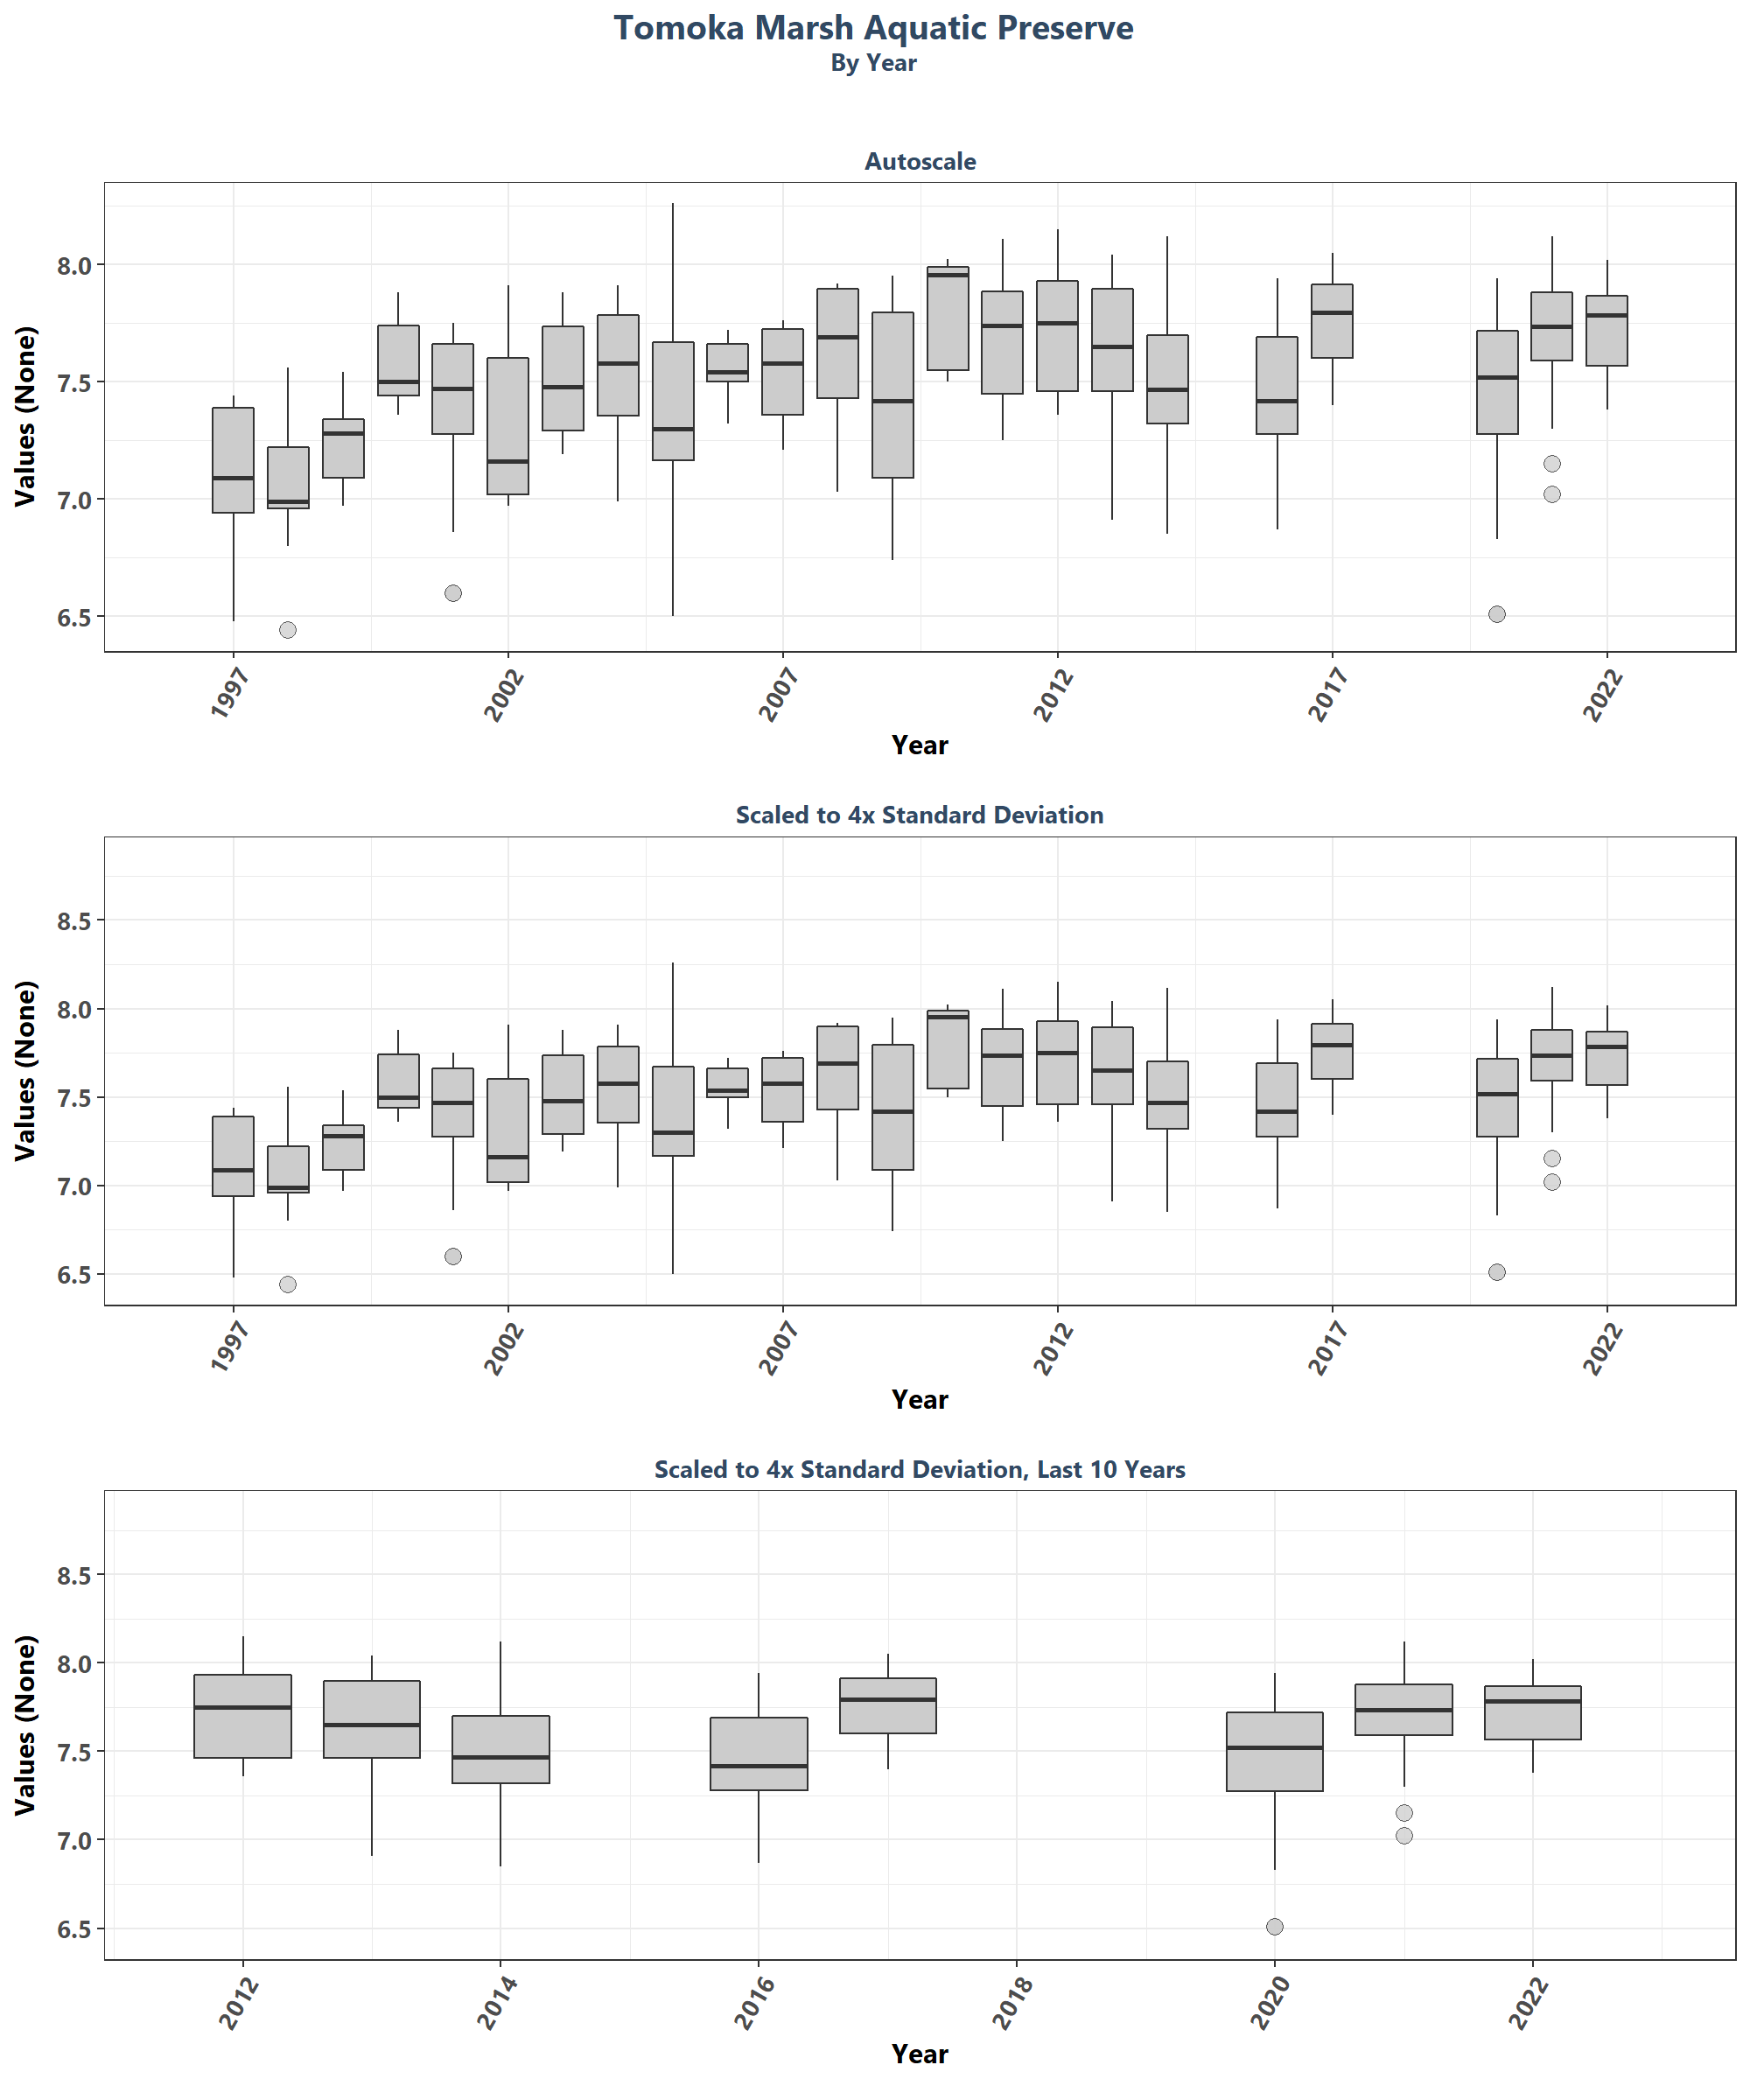 Tomoka Marsh Aquatic Preserve
By Year
Autoscale
Values (None)
8.0
7.5
7.0
6.5
1997 2002 2007 2012 2017 2022
Year
Scaled to 4x Standard Deviation
Values (None)
8.5
8.0
7.5
7.0
6.5
1997 2002 2007 2012 2017 2022
Year
Scaled to 4x Standard Deviation, Last 10 Years
Values (None)
8.5
8.0
7.5
7.0
6.5
2012 2014 2016 2018 2020 2022
Year